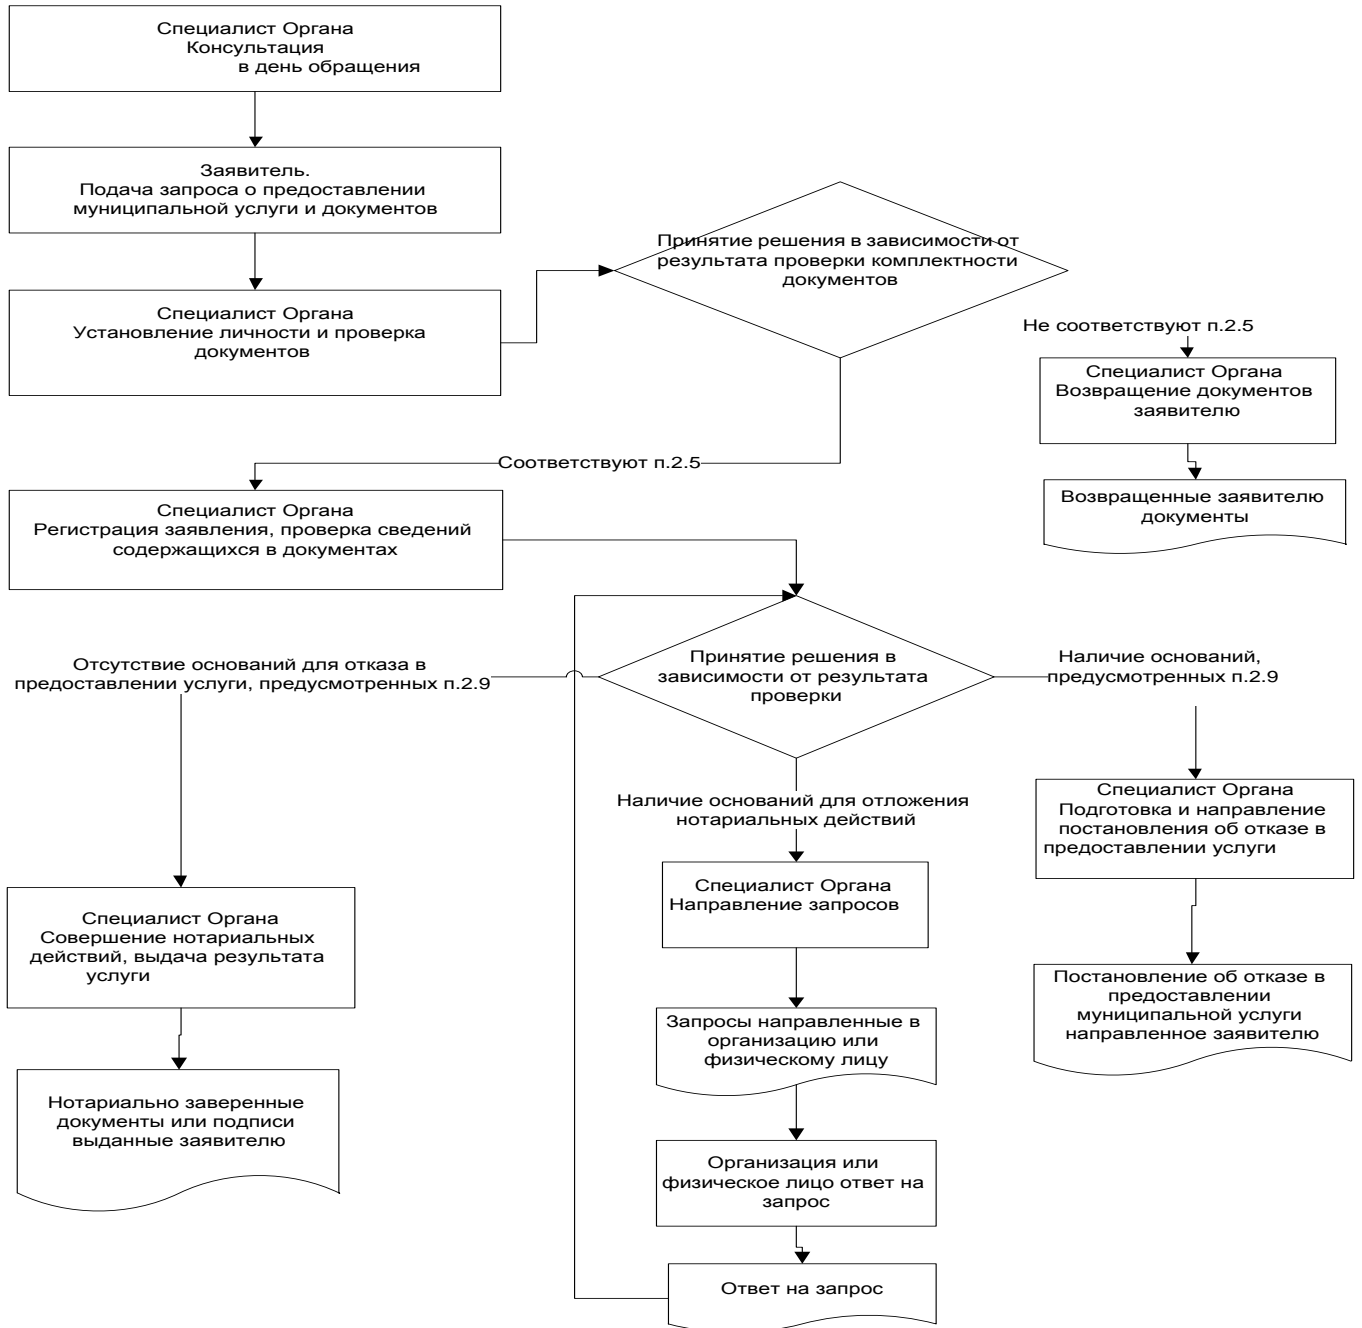 Специалист Органа
Консультация
в день обращения
Заявитель.
Подача запроса о предоставлении
муниципальной услуги и документов
Специалист Органа
Установление личности и проверка
документов
Принятие решения в зависимости от
результата проверки комплектности
документов
Не соответствуют п.2.5
Специалист Органа
Возвращение документов
заявителю
Возвращенные заявителю
документы
Соответствуют п.2.5
Специалист Органа
Регистрация заявления, проверка сведений
содержащихся в документах
Принятие решения в
зависимости от результата
проверки
Отсутствие оснований для отказа в
предоставлении услуги, предусмотренных п.2.9
Наличие оснований,
предусмотренных п.2.9
Наличие оснований для отложения
нотариальных действий
Специалист Органа
Подготовка и направление
постановления об отказе в
предоставлении услуги
Специалист Органа
Направление запросов
Специалист Органа
Совершение нотариальных
действий, выдача результата
услуги
Постановление об отказе в
предоставлении
муниципальной услуги
направленное заявителю
Запросы направленные в
организацию или
физическому лицу
Нотариально заверенные
документы или подписи
выданные заявителю
Организация или
физическое лицо ответ на
запрос
Ответ на запрос